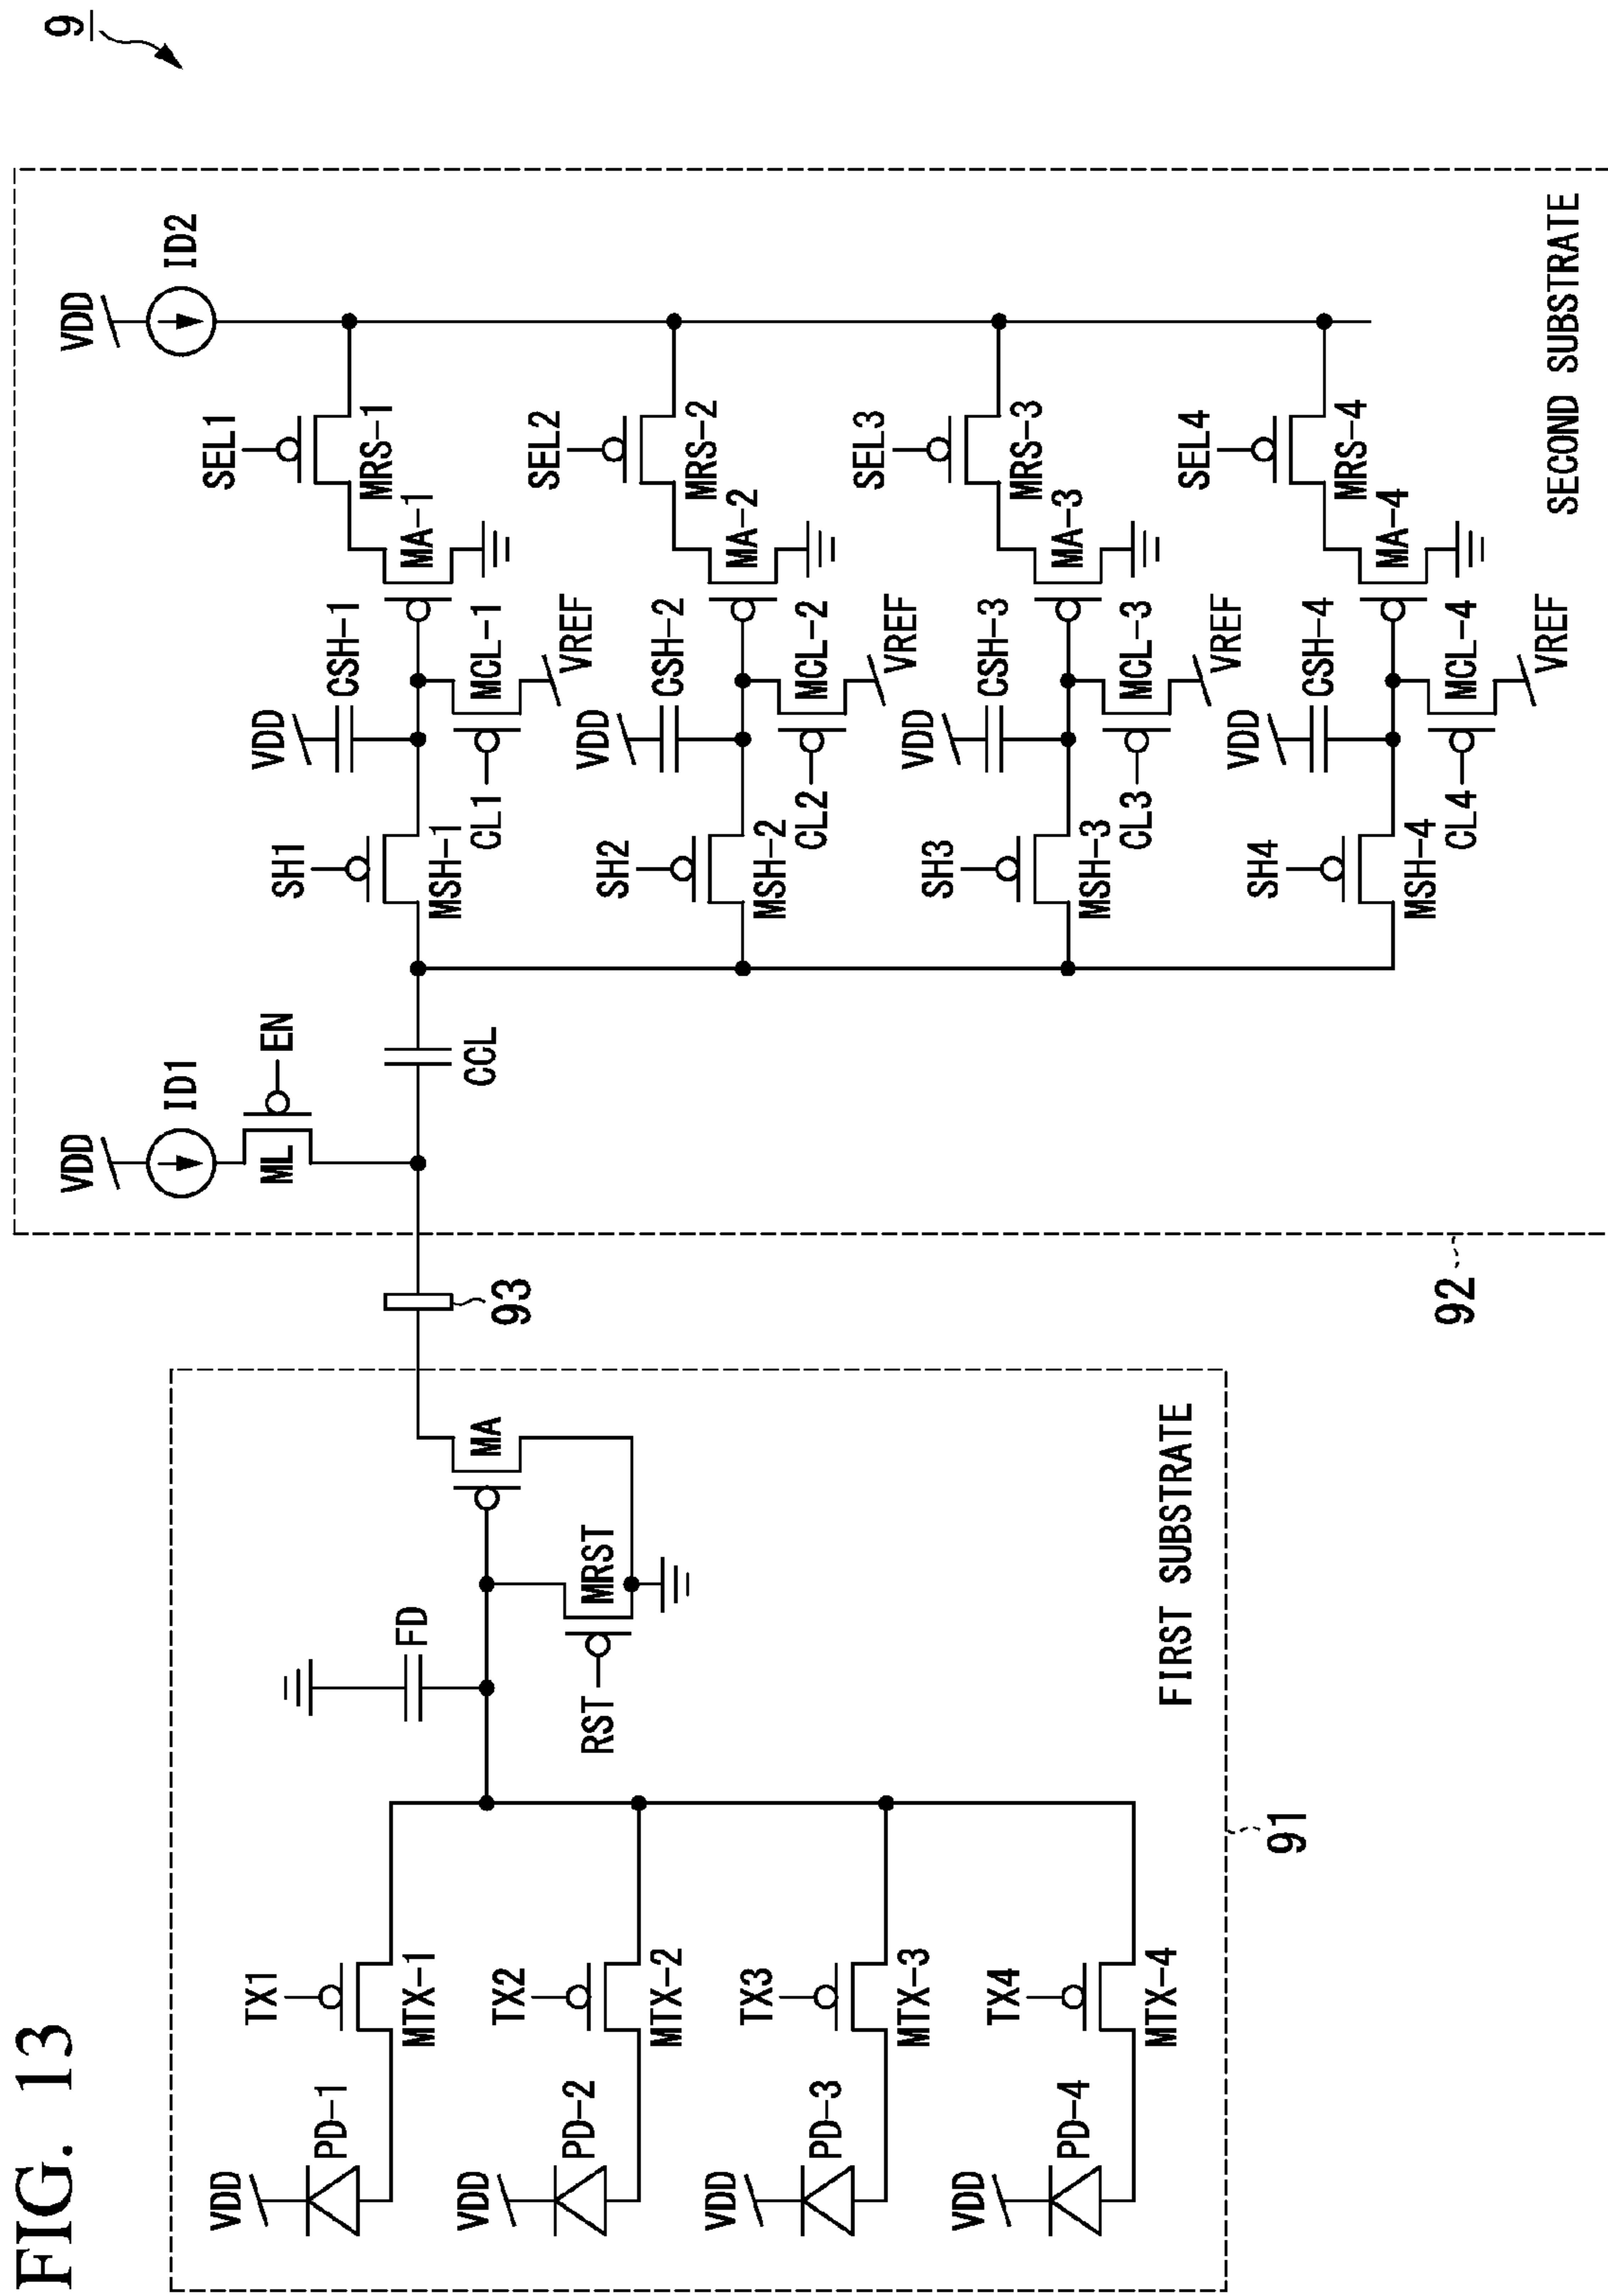 FIG. 13
9
FIRST SUBSTRATE
91
VDD
PD-1
TX1
MTX-1
VDD
PD-2
TX2
MTX-2
VDD
PD-3
TX3
MTX-3
VDD
PD-4
TX4
MTX-4
FD
RST
MRST
MA
93
SECOND SUBSTRATE
92
VDD
ID1
ML
EN
CCL
VDD
ID2
SH1
MSH-1
VDD
CSH-1
CL1
MCL-1
VREF
MA-1
SEL1
MRS-1
SH2
MSH-2
VDD
CSH-2
CL2
MCL-2
VREF
MA-2
SEL2
MRS-2
SH3
MSH-3
VDD
CSH-3
CL3
MCL-3
VREF
MA-3
SEL3
MRS-3
SH4
MSH-4
VDD
CSH-4
CL4
MCL-4
VREF
MA-4
SEL4
MRS-4